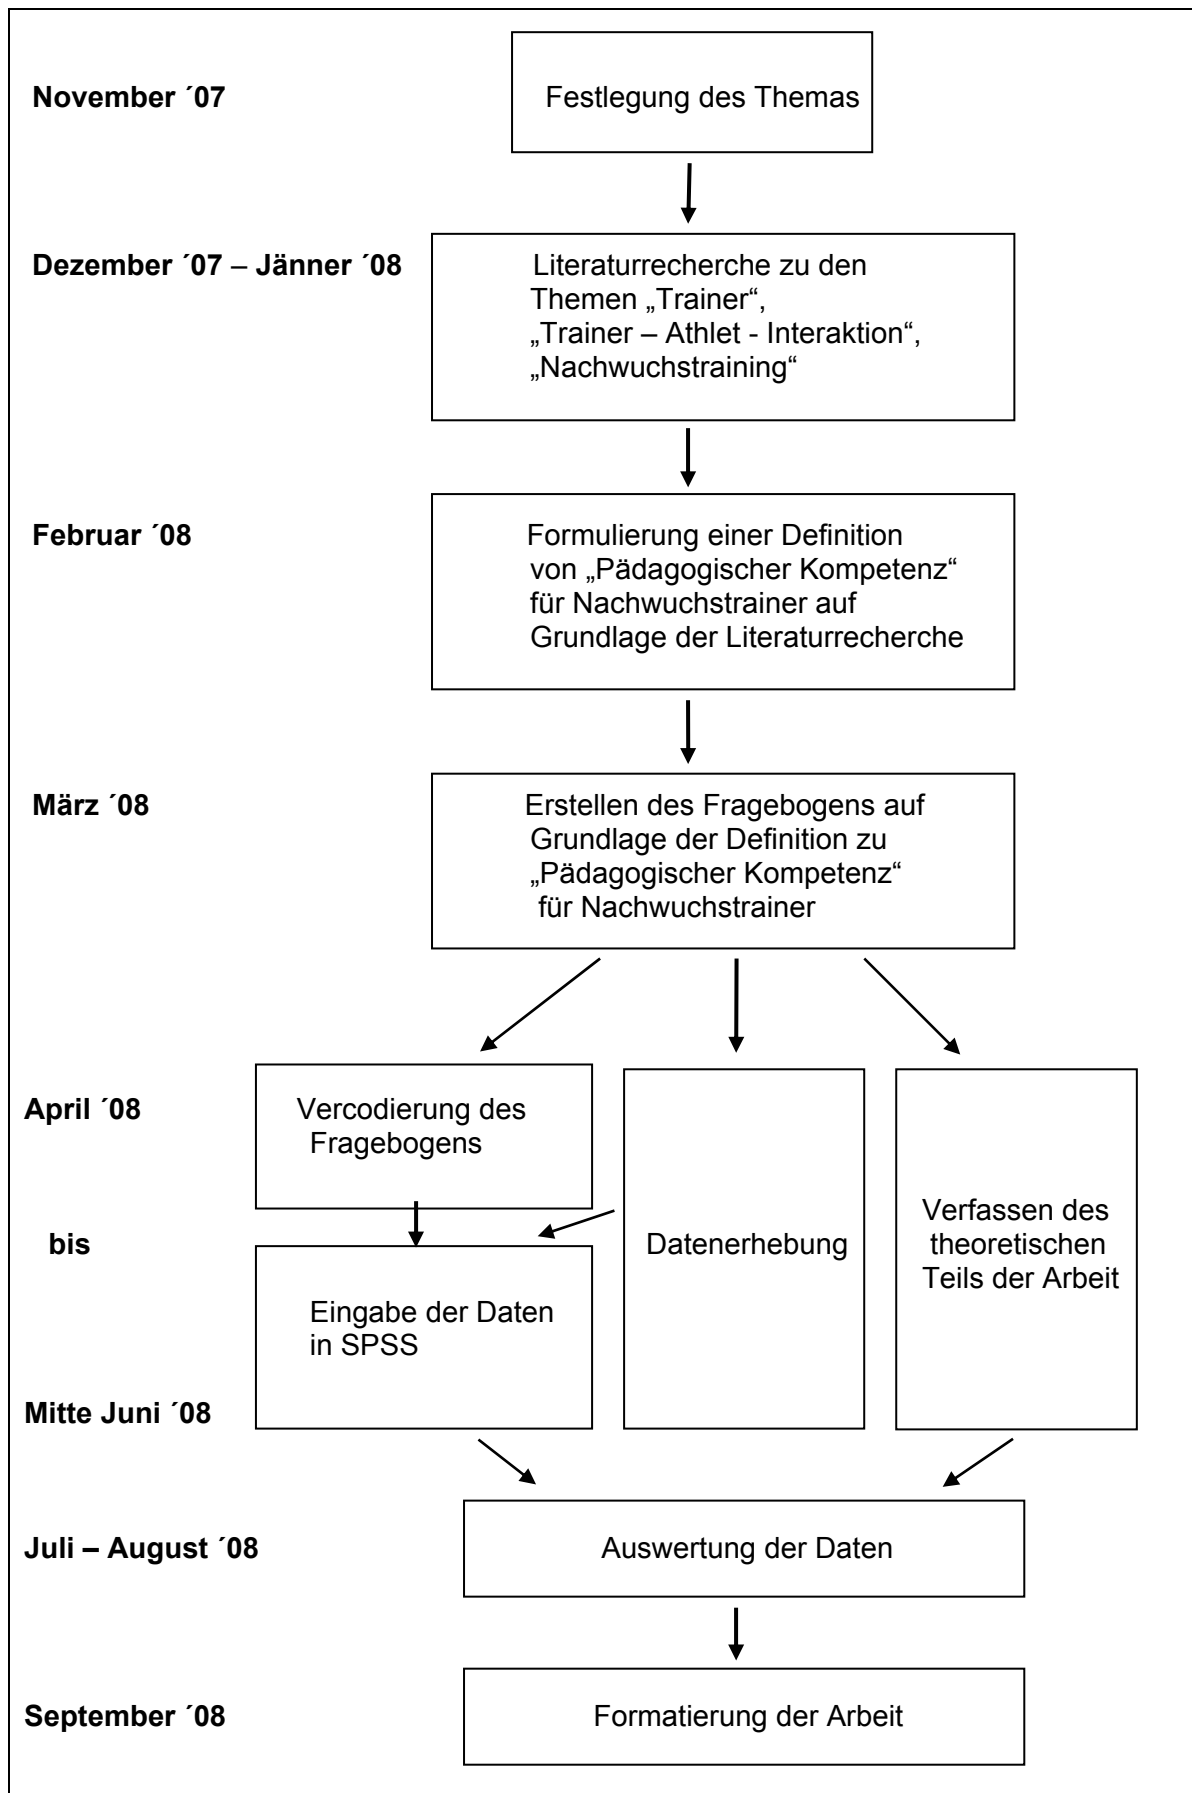 November ´07
Festlegung des Themas
Dezember ´07 – Jänner ´08
Literaturrecherche zu den
Themen „Trainer“,
„Trainer – Athlet - Interaktion“,
„Nachwuchstraining“
Februar ´08
Formulierung einer Definition
von „Pädagogischer Kompetenz“
für Nachwuchstrainer auf
Grundlage der Literaturrecherche
März ´08
Erstellen des Fragebogens auf
Grundlage der Definition zu
„Pädagogischer Kompetenz“
für Nachwuchstrainer
April ´08
Vercodierung des
Fragebogens
bis
Eingabe der Daten
in SPSS
Datenerhebung
Verfassen des
theoretischen
Teils der Arbeit
Mitte Juni ´08
Juli – August ´08
Auswertung der Daten
September ´08
Formatierung der Arbeit